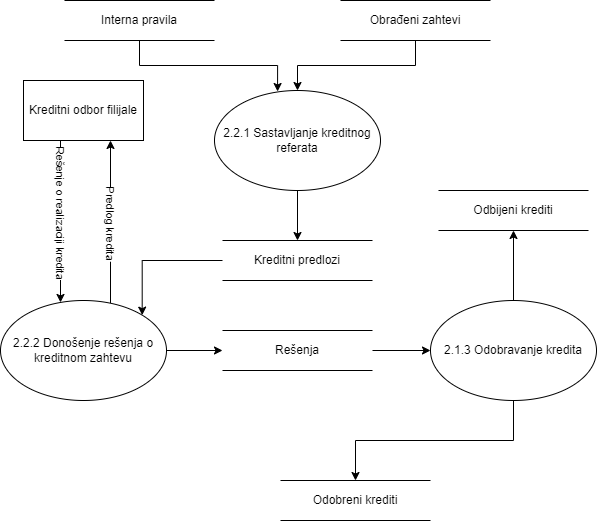 Interna pravila
Obrađeni zahtevi
Kreditni odbor filijale
2.2.1 Sastavljanje kreditnog
referata
Rešenje o realizaciji kredita
Predlog kredita
Odbijeni krediti
Kreditni predlozi
2.2.2 Donošenje rešenja o
kreditnom zahtevu
Rešenja
2.1.3 Odobravanje kredita
Odobreni krediti